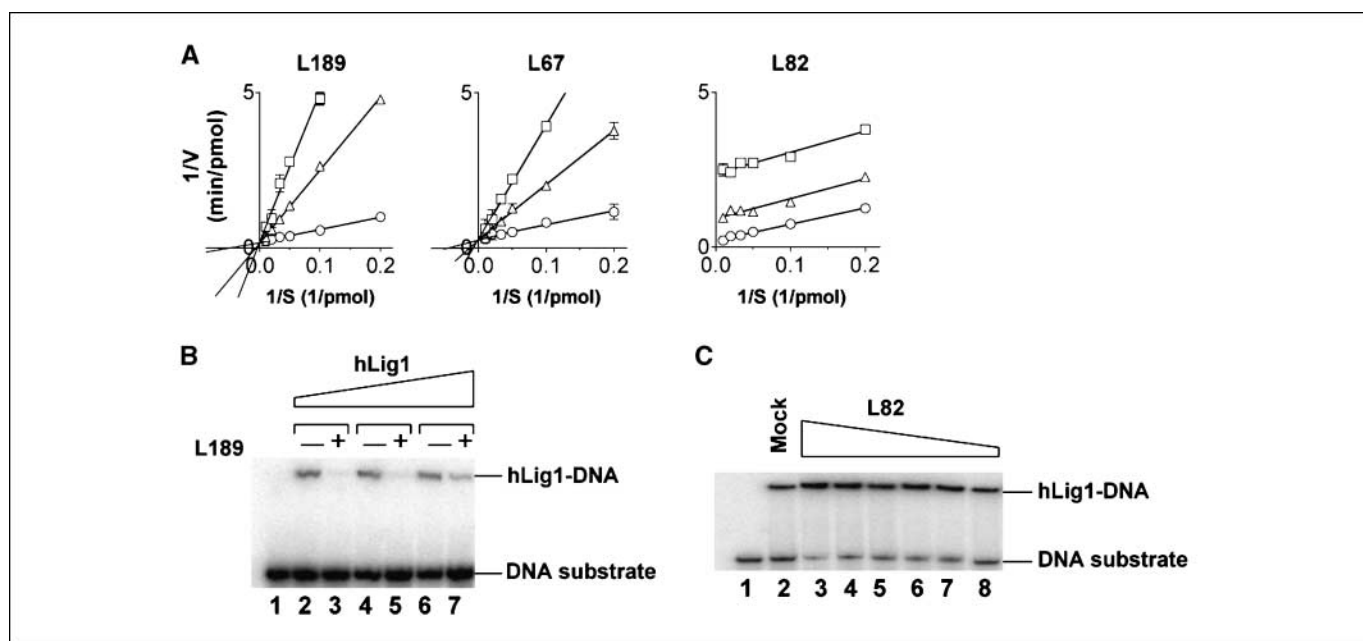 A
L189 L67 L82
1/V
(min/pmol)
5 5 5
0 0 0
0.0 0.1 0.2 0.0 0.1 0.2 0.0 0.1 0.2
1/S (1/pmol) 1/S (1/pmol) 1/S (1/pmol)
B
hLig1
L189 — + — + — +
hLig1-DNA
DNA substrate
1 2 3 4 5 6 7
C
Mock
L82
hLig1-DNA
DNA substrate
1 2 3 4 5 6 7 8